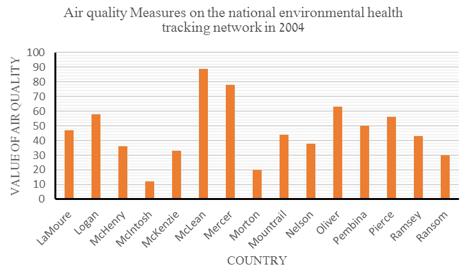 Air quality Measures on the national environmental health
tracking network in 2004
VALUE OF AIR QUALITY
100
90
80
70
60
50
40
30
20
10
0
LaMoure
Logan
McHenry
McIntosh
McKenzie
McLean
Mercer
Morton
Mountrail
Nelson
Oliver
Pembina
Pierce
Ramsey
Ransom
COUNTRY